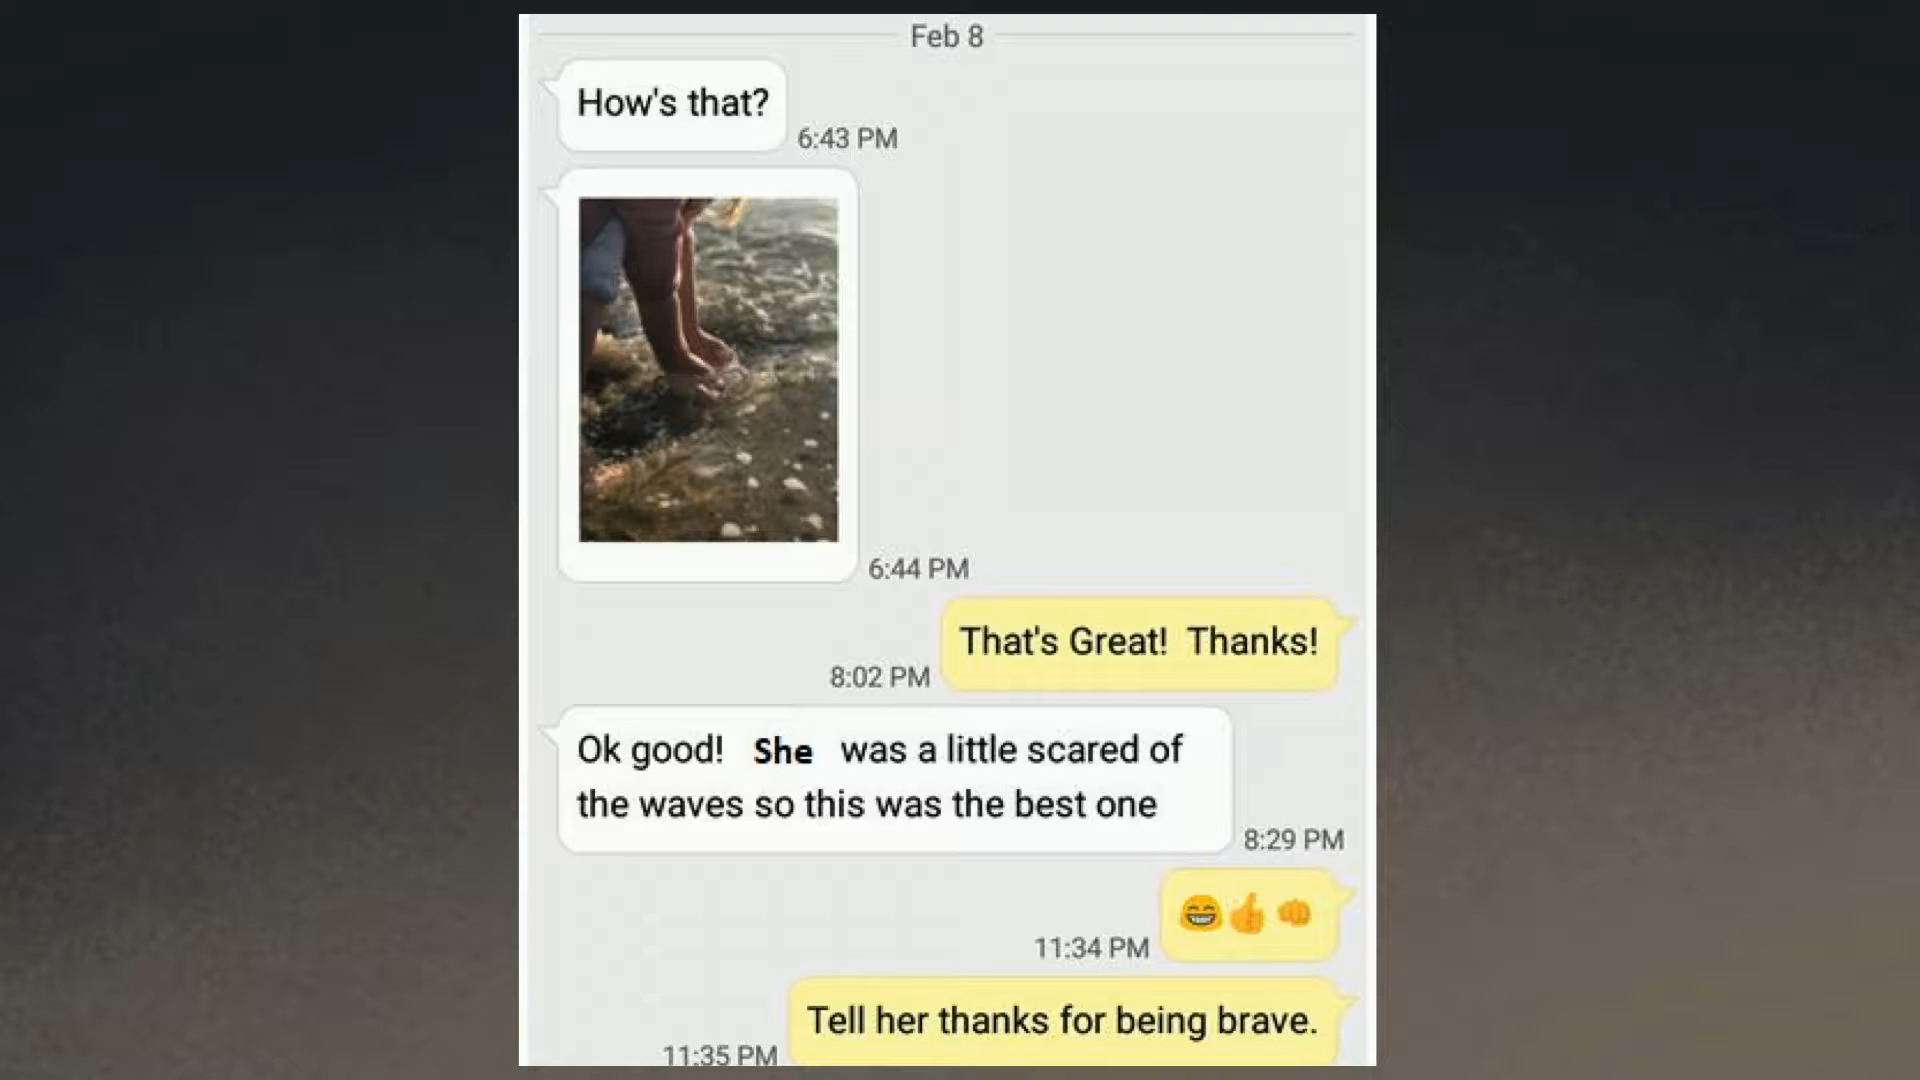 Feb 8
How's that?
6:43 PM
6:44 PM
That's Great! Thanks!
8:02 PM
Ok good! She was a little scared of
the waves so this was the best one
8:29 PM
😁👍👊
11:34 PM
Tell her thanks for being brave.
11:35 PM